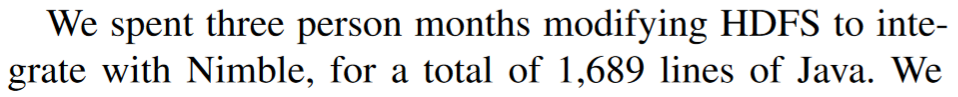 We spent three person months modifying HDFS to inte-
grate with Nimble, for a total of 1,689 lines of Java. We